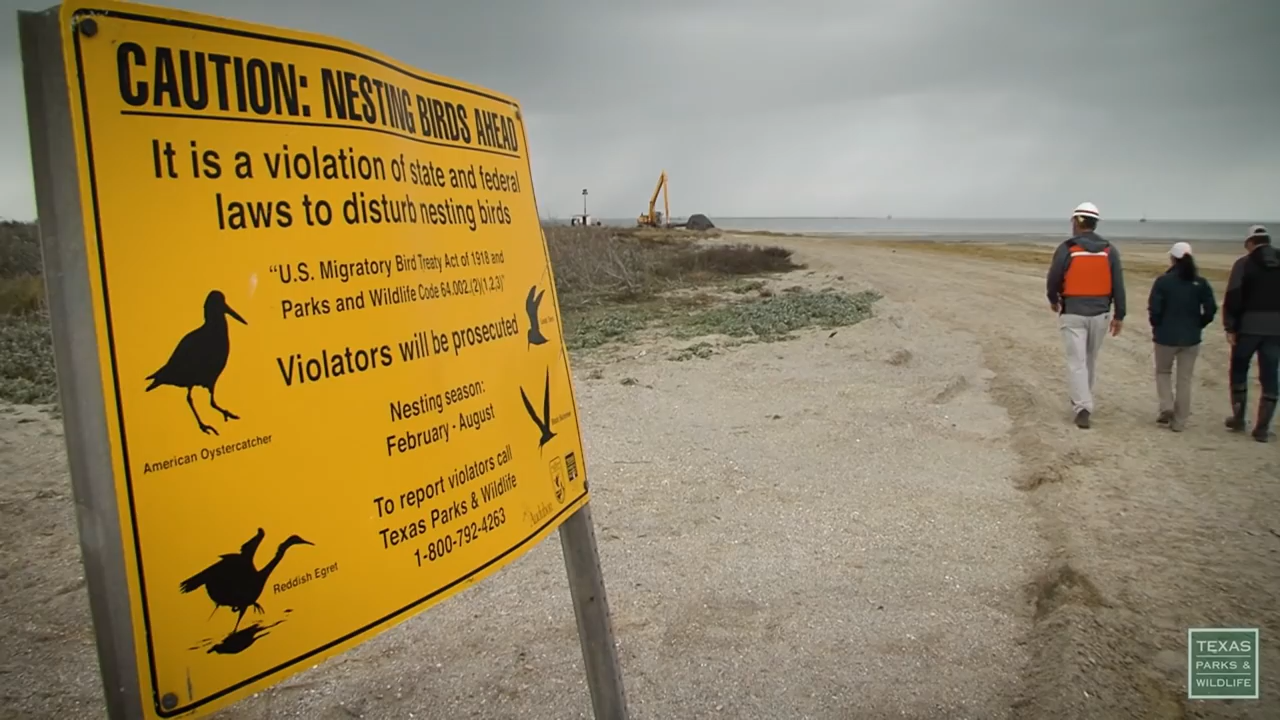 CAUTION: NESTING BIRDS AHEAD
It is a violation of state and federal
laws to disturb nesting birds
“U.S. Migratory Bird Treaty Act of 1918 and
Parks and Wildlife Code 64.002.(2)(1,2,3)”
Violators will be prosecuted
Nesting season:
February - August
American Oystercatcher
To report violators call
Texas Parks & Wildlife
1-800-792-4263
Reddish Egret
Audubon
TEXAS
PARKS &
WILDLIFE